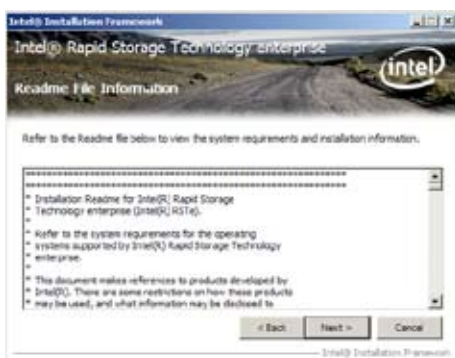 Intel® Installation Framework
Intel® Rapid Storage Technology enterprise
intel
Readme File Information
Refer to the Readme file below to view the system requirements and installation information.
********************************************************************************
********************************************************************************
* Installation Readme for Intel(R) Rapid Storage
* Technology enterprise (Intel(R) RSTe).
*
* Refer to the system requirements for the operating
* systems supported by Intel(R) Rapid Storage Technology
* enterprise.
*
* This document makes references to products developed by
* Intel(R). There are some restrictions on how these products
* may be used, and what information may be disclosed to
< Back
Next >
Cancel
Intel® Installation Framework